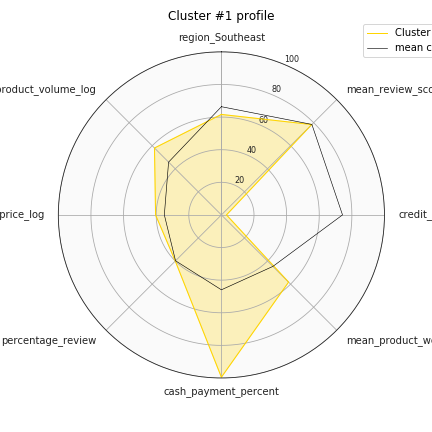 Cluster #1 profile
region_Southeast
Cluster
mean c
100
80
60
40
20
product_volume_log
mean_review_sco
price_log
credit_
percentage_review
mean_product_we
cash_payment_percent